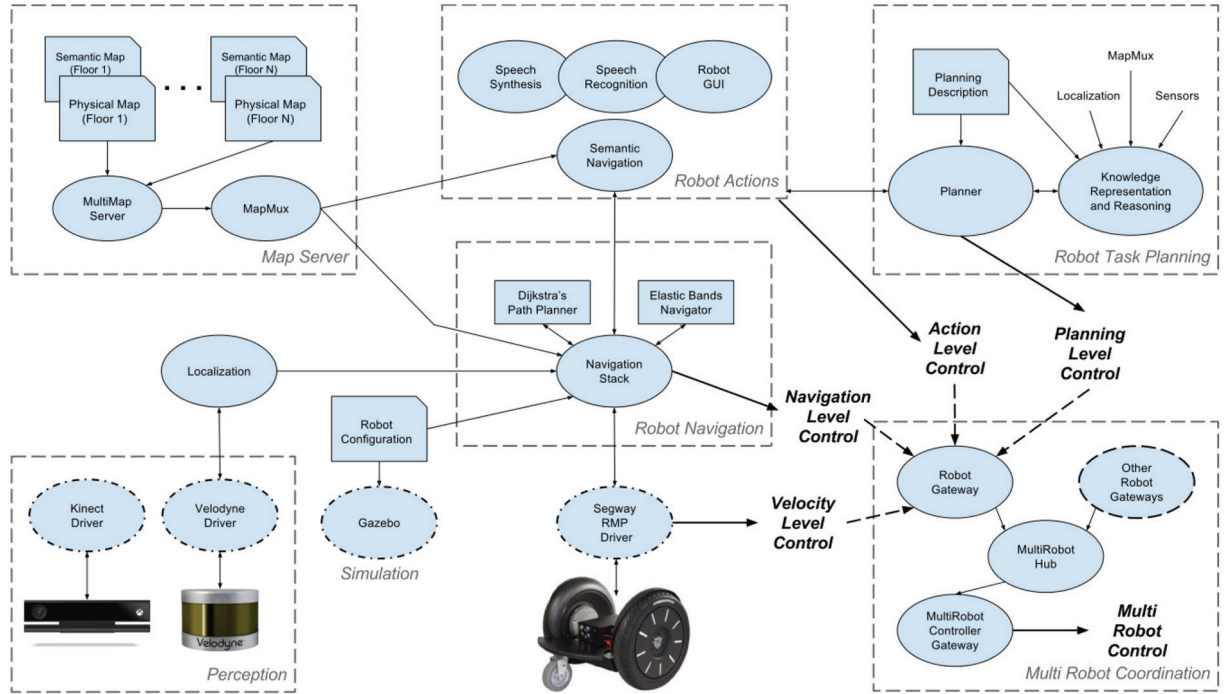 Semantic Map
(Floor 1)
Physical Map
(Floor 1)
. . .
Semantic Map
(Floor N)
Physical Map
(Floor N)
MultiMap
Server
MapMux
Map Server
Speech
Synthesis
Speech
Recognition
Robot
GUI
Semantic
Navigation
Robot Actions
Planning
Description
MapMux
Localization
Sensors
Planner
Knowledge
Representation
and Reasoning
Robot Task Planning
Dijkstra's
Path Planner
Elastic Bands
Navigator
Navigation
Stack
Robot Navigation
Localization
Robot
Configuration
Gazebo
Simulation
Kinect
Driver
Velodyne
Driver
Velodyne
Perception
Segway
RMP
Driver
Action
Level
Control
Planning
Level
Control
Navigation
Level
Control
Velocity
Level
Control
Robot
Gateway
Other
Robot
Gateways
MultiRobot
Hub
MultiRobot
Controller
Gateway
Multi
Robot
Control
Multi Robot Coordination